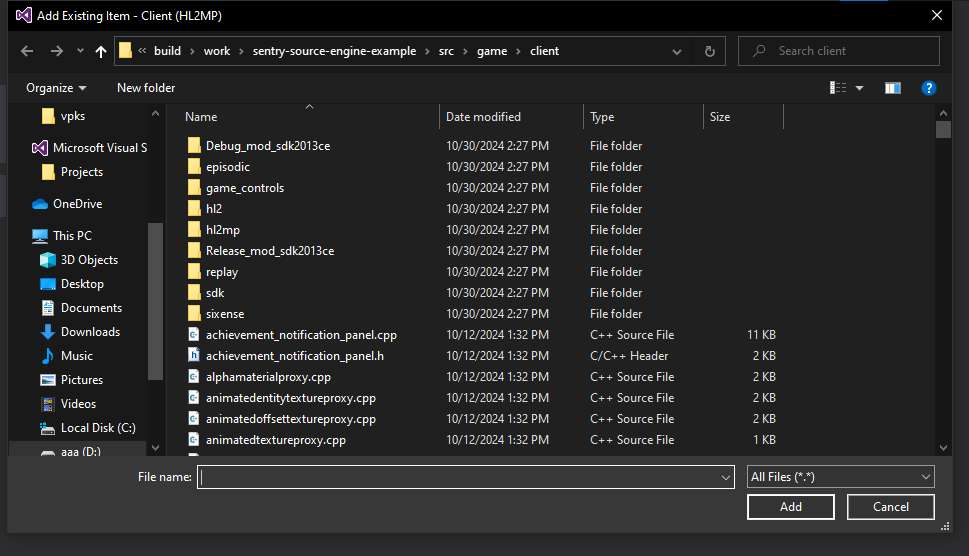 Add Existing Item - Client (HL2MP)
« build › work › sentry-source-engine-example › src › game › client
Search client
Organize
New folder
vpks
Microsoft Visual S
Projects
OneDrive
This PC
3D Objects
Desktop
Documents
Downloads
Music
Pictures
Videos
Local Disk (C:)
aaa (D:)
Name Date modified Type Size
Debug_mod_sdk2013ce 10/30/2024 2:27 PM File folder
episodic 10/30/2024 2:27 PM File folder
game_controls 10/30/2024 2:27 PM File folder
hl2 10/30/2024 2:27 PM File folder
hl2mp 10/30/2024 2:27 PM File folder
Release_mod_sdk2013ce 10/30/2024 2:27 PM File folder
replay 10/30/2024 2:27 PM File folder
sdk 10/30/2024 2:27 PM File folder
sixense 10/30/2024 2:27 PM File folder
achievement_notification_panel.cpp 10/12/2024 1:32 PM C++ Source File 11 KB
achievement_notification_panel.h 10/12/2024 1:32 PM C/C++ Header 2 KB
alphamaterialproxy.cpp 10/12/2024 1:32 PM C++ Source File 2 KB
animatedentitytextureproxy.cpp 10/12/2024 1:32 PM C++ Source File 2 KB
animatedoffsettextureproxy.cpp 10/12/2024 1:32 PM C++ Source File 2 KB
animatedtextureproxy.cpp 10/12/2024 1:32 PM C++ Source File 1 KB
File name:
All Files (*.*)
Add
Cancel